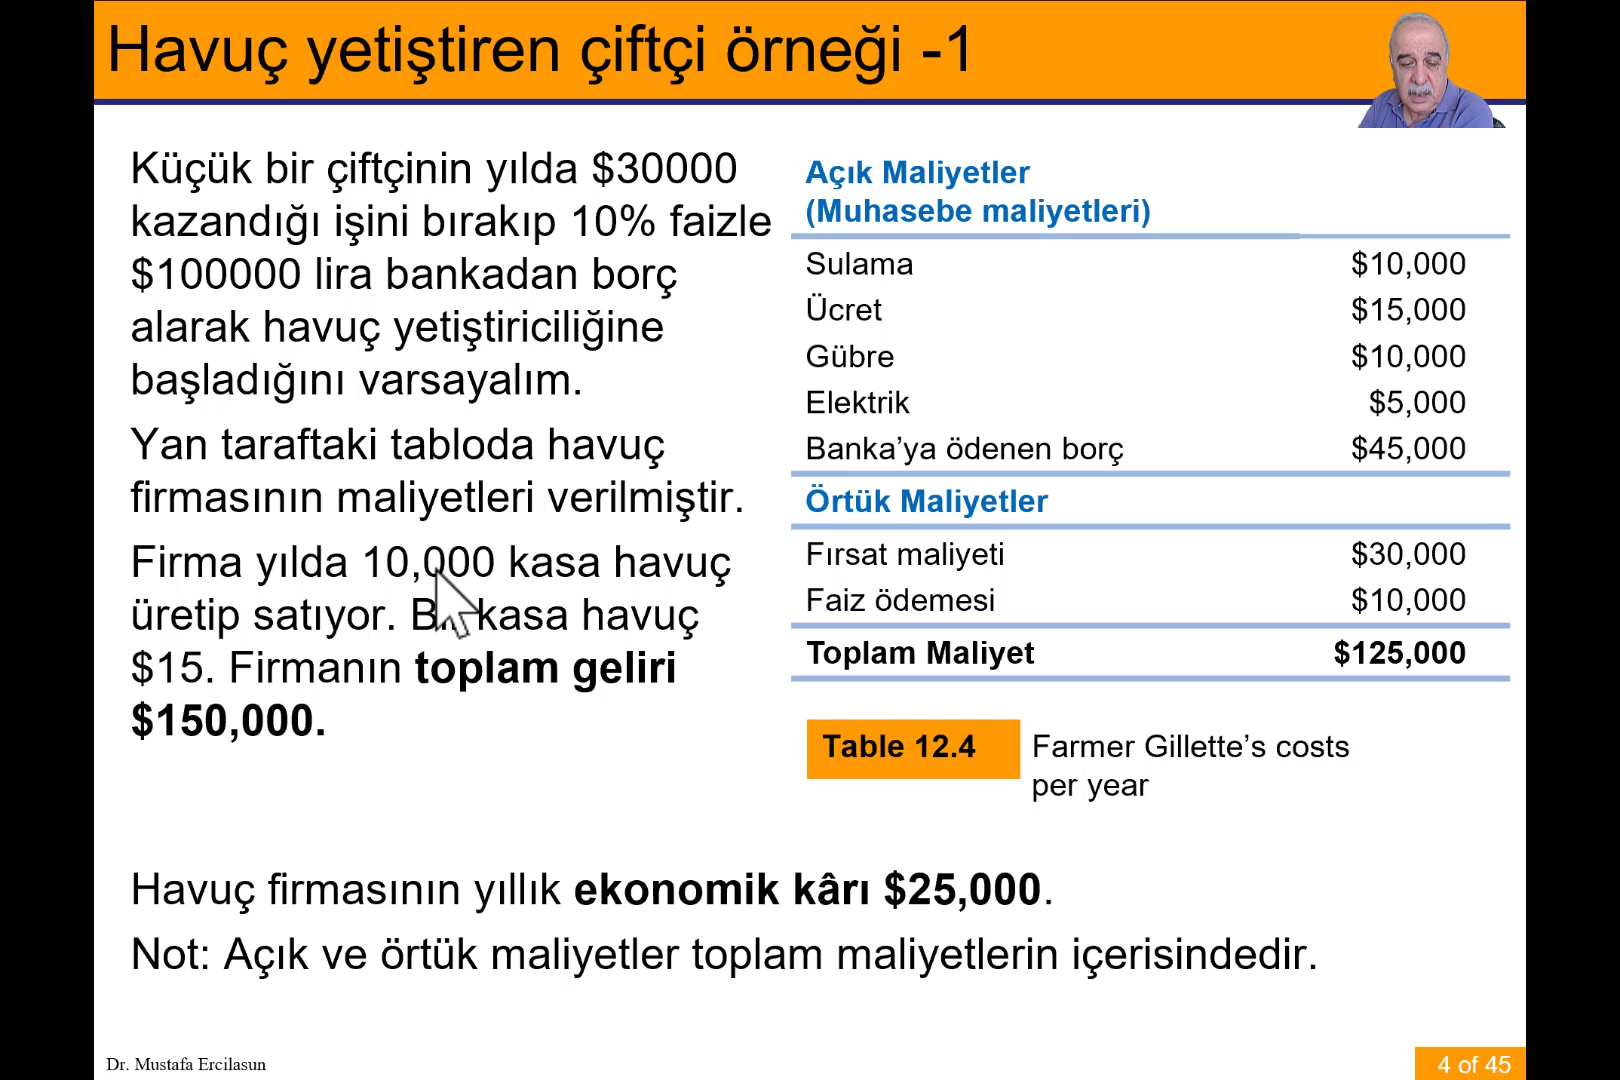 Havuç yetiştiren çiftçi örneği -1
Küçük bir çiftçinin yılda $30000
kazandığı işini bırakıp 10% faizle
$100000 lira bankadan borç
alarak havuç yetiştiriciliğine
başladığını varsayalım.
Yan taraftaki tabloda havuç
firmasının maliyetleri verilmiştir.
Firma yılda 10,000 kasa havuç
üretip satıyor. Bir kasa havuç
$15. Firmanın toplam geliri
$150,000.
Açık Maliyetler
(Muhasebe maliyetleri)
Sulama $10,000
Ücret $15,000
Gübre $10,000
Elektrik $5,000
Banka’ya ödenen borç $45,000
Örtük Maliyetler
Fırsat maliyeti $30,000
Faiz ödemesi $10,000
Toplam Maliyet $125,000
Table 12.4 Farmer Gillette’s costs
per year
Havuç firmasının yıllık ekonomik kârı $25,000.
Not: Açık ve örtük maliyetler toplam maliyetlerin içerisindedir.
Dr. Mustafa Ercilasun
4 of 45